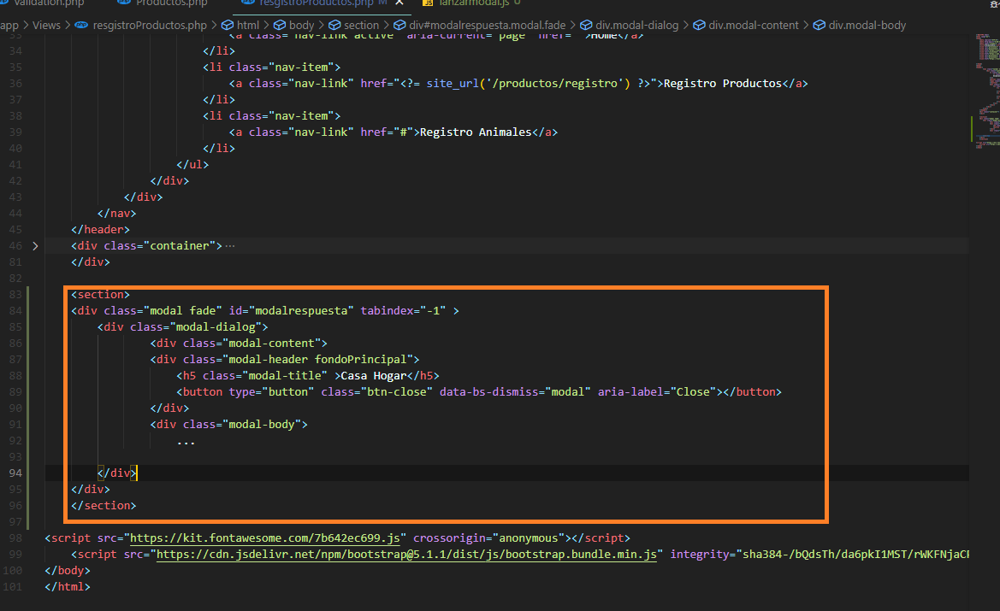 validation.php Productos.php resgistroProductos.php M lanzarmodal.js U
app > Views > resgistroProductos.php > html > body > section > div#modalrespuesta.modal.fade > div.modal-dialog > div.modal-content > div.modal-body
33 <a class="nav-link active" aria-current="page" href="">Home</a>
34 </li>
35 <li class="nav-item">
36 <a class="nav-link" href="<?= site_url('/productos/registro') ?>">Registro Productos</a>
37 </li>
38 <li class="nav-item">
39 <a class="nav-link" href="#">Registro Animales</a>
40 </li>
41 </ul>
42 </div>
43 </div>
44 </nav>
45 </header>
46 <div class="container">...
81 </div>
82
83 <section>
84 <div class="modal fade" id="modalrespuesta" tabindex="-1" >
85 <div class="modal-dialog">
86 <div class="modal-content">
87 <div class="modal-header fondoPrincipal">
88 <h5 class="modal-title" >Casa Hogar</h5>
89 <button type="button" class="btn-close" data-bs-dismiss="modal" aria-label="Close"></button>
90 </div>
91 <div class="modal-body">
92 ...
93
94 </div>
95 </div>
96 </section>
97
98 <script src="https://kit.fontawesome.com/7b642ec699.js" crossorigin="anonymous"></script>
99 <script src="https://cdn.jsdelivr.net/npm/bootstrap@5.1.1/dist/js/bootstrap.bundle.min.js" integrity="sha384-/bQdsTh/da6pkI1MST/rWKFNjaCP
100 </body>
101 </html>